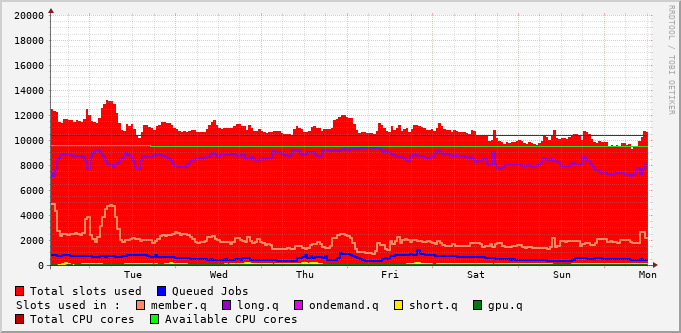 20000
18000
16000
14000
12000
10000
8000
6000
4000
2000
0
Tue Wed Thu Fri Sat Sun Mon
RRDTOOL / TOBI OETIKER
Total slots used Queued Jobs
Slots used in : member.q long.q ondemand.q short.q gpu.q
Total CPU cores Available CPU cores